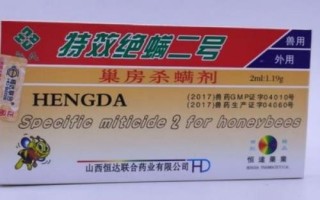 特效绝螨二号
兽用
外用
巢房杀螨剂
2ml:1.19g
HENGDA
(2017)兽药GMP证字04010号
(2017)兽药生产证字04060号
Specific miticide 2 for honeybees
恒达蜂業
山西恒达联合药业有限公司
HD